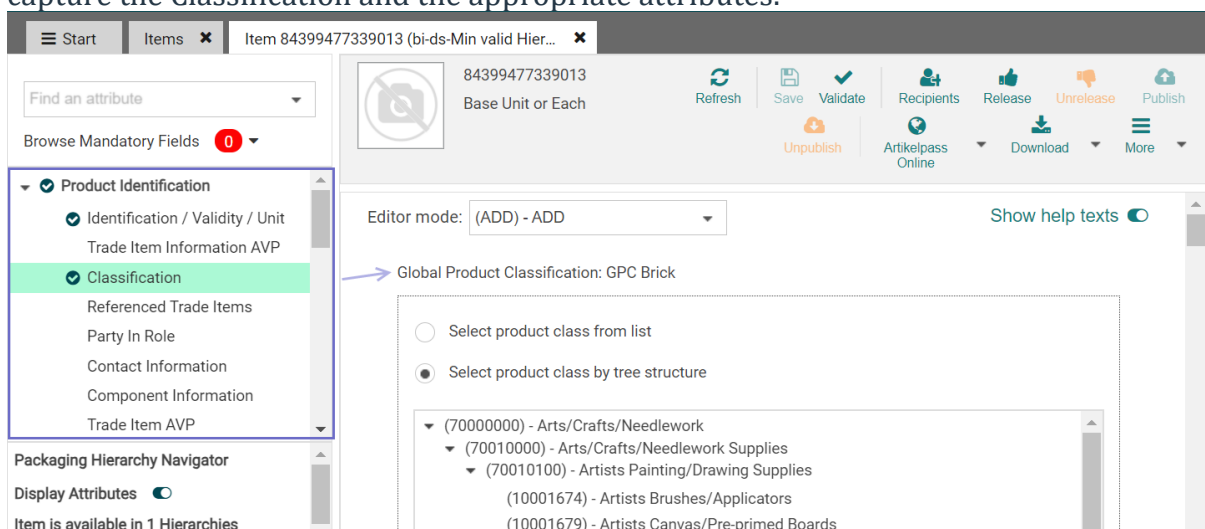 capture the Classification and the appropriate attributes.
Start Items Item 84399477339013 (bi-ds-Min valid Hier...
Find an attribute
Browse Mandatory Fields 0
Product Identification
Identification / Validity / Unit
Trade Item Information AVP
Classification
Referenced Trade Items
Party In Role
Contact Information
Component Information
Trade Item AVP
Packaging Hierarchy Navigator
Display Attributes
Item is available in 1 Hierarchies
84399477339013
Base Unit or Each
Refresh Save Validate Recipients Release Unrelease Publish
Unpublish Artikelpass Online Download More
Editor mode: (ADD) - ADD Show help texts
Global Product Classification: GPC Brick
Select product class from list
Select product class by tree structure
(70000000) - Arts/Crafts/Needlework
(70010000) - Arts/Crafts/Needlework Supplies
(70010100) - Artists Painting/Drawing Supplies
(10001674) - Artists Brushes/Applicators
(10001679) - Artists Canvas/Pre-primed Boards